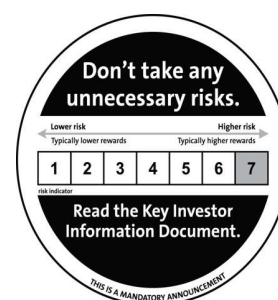 Don't take any
unnecessary risks.
Lower risk Higher risk
Typically lower rewards Typically higher rewards
1 2 3 4 5 6 7
risk indicator
Read the Key Investor
Information Document.
THIS IS A MANDATORY ANNOUNCEMENT